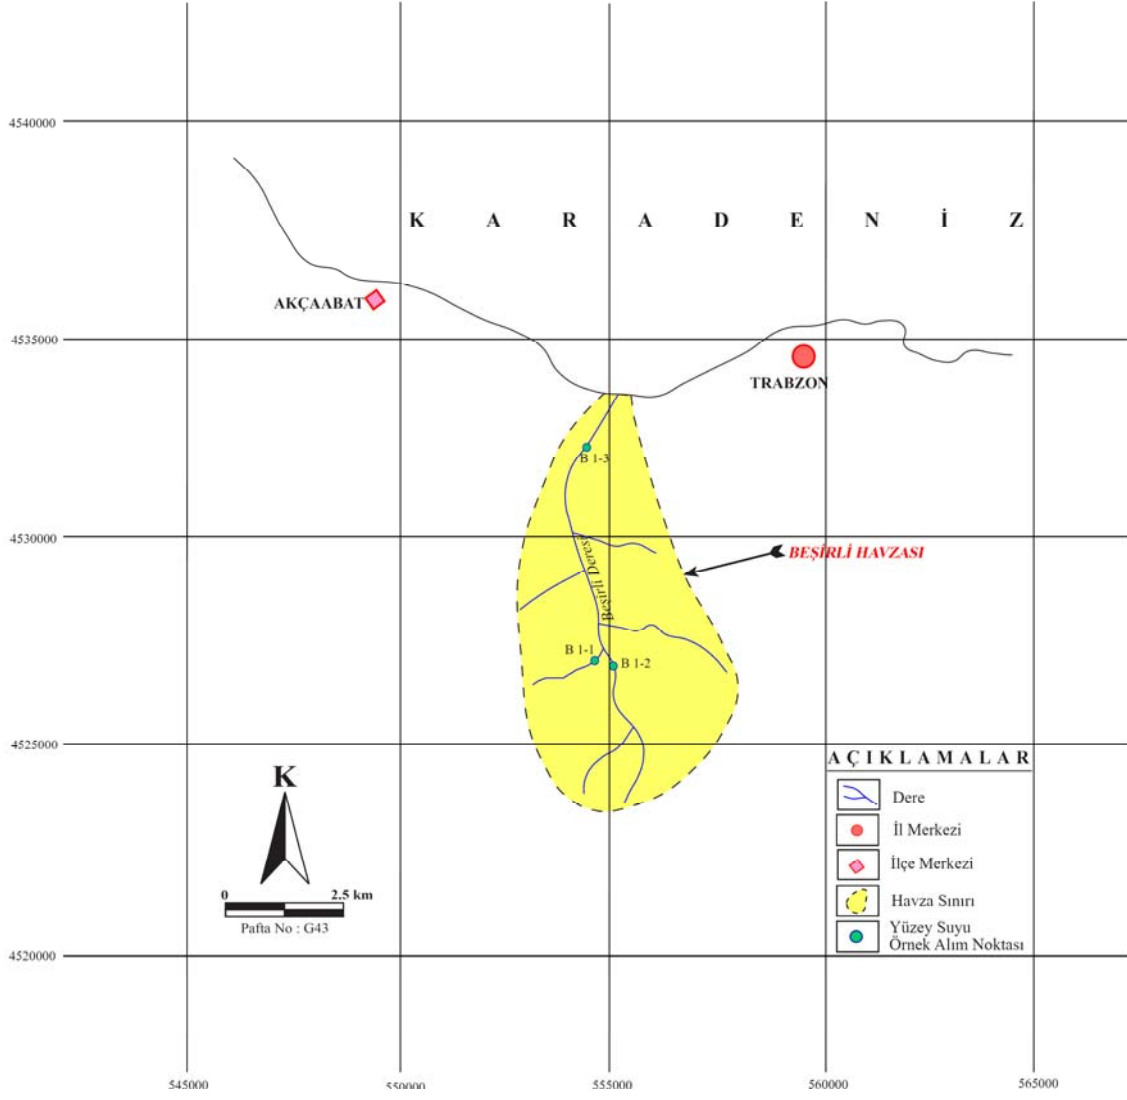 4540000
K A R A D E N İ Z
AKÇAABAT
4535000
TRABZON
B 1-3
4530000
Beşirli Deresi
BEŞİRLİ HAVZASI
B 1-1
B 1-2
4525000
AÇIKLAMALAR
Dere
İl Merkezi
İlçe Merkezi
Havza Sınırı
Yüzey Suyu
Örnek Alım Noktası
K
0 2.5 km
Pafta No : G43
4520000
545000 550000 555000 560000 565000